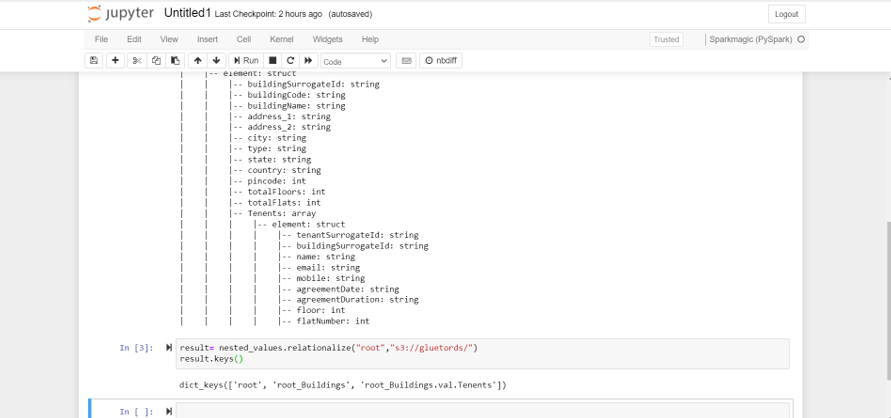 jupyter Untitled1 Last Checkpoint: 2 hours ago (autosaved)
Logout
File Edit View Insert Cell Kernel Widgets Help
Trusted
Sparkmagic (PySpark)
Run
Code
nbdiff
| |-- element: struct
| | |-- buildingSurrogateId: string
| | |-- buildingCode: string
| | |-- buildingName: string
| | |-- address_1: string
| | |-- address_2: string
| | |-- city: string
| | |-- type: string
| | |-- state: string
| | |-- country: string
| | |-- pincode: int
| | |-- totalFloors: int
| | |-- totalFlats: int
| | |-- Tenents: array
| | | |-- element: struct
| | | | |-- tenantSurrogateId: string
| | | | |-- buildingSurrogateId: string
| | | | |-- name: string
| | | | |-- email: string
| | | | |-- mobile: string
| | | | |-- agreementDate: string
| | | | |-- agreementDuration: string
| | | | |-- floor: int
| | | | |-- flatNumber: int
In [3]: result= nested_values.relationalize("root","s3://gluetords/")
result.keys()
dict_keys(['root', 'root_Buildings', 'root_Buildings.val.Tenents'])
In [ ]: